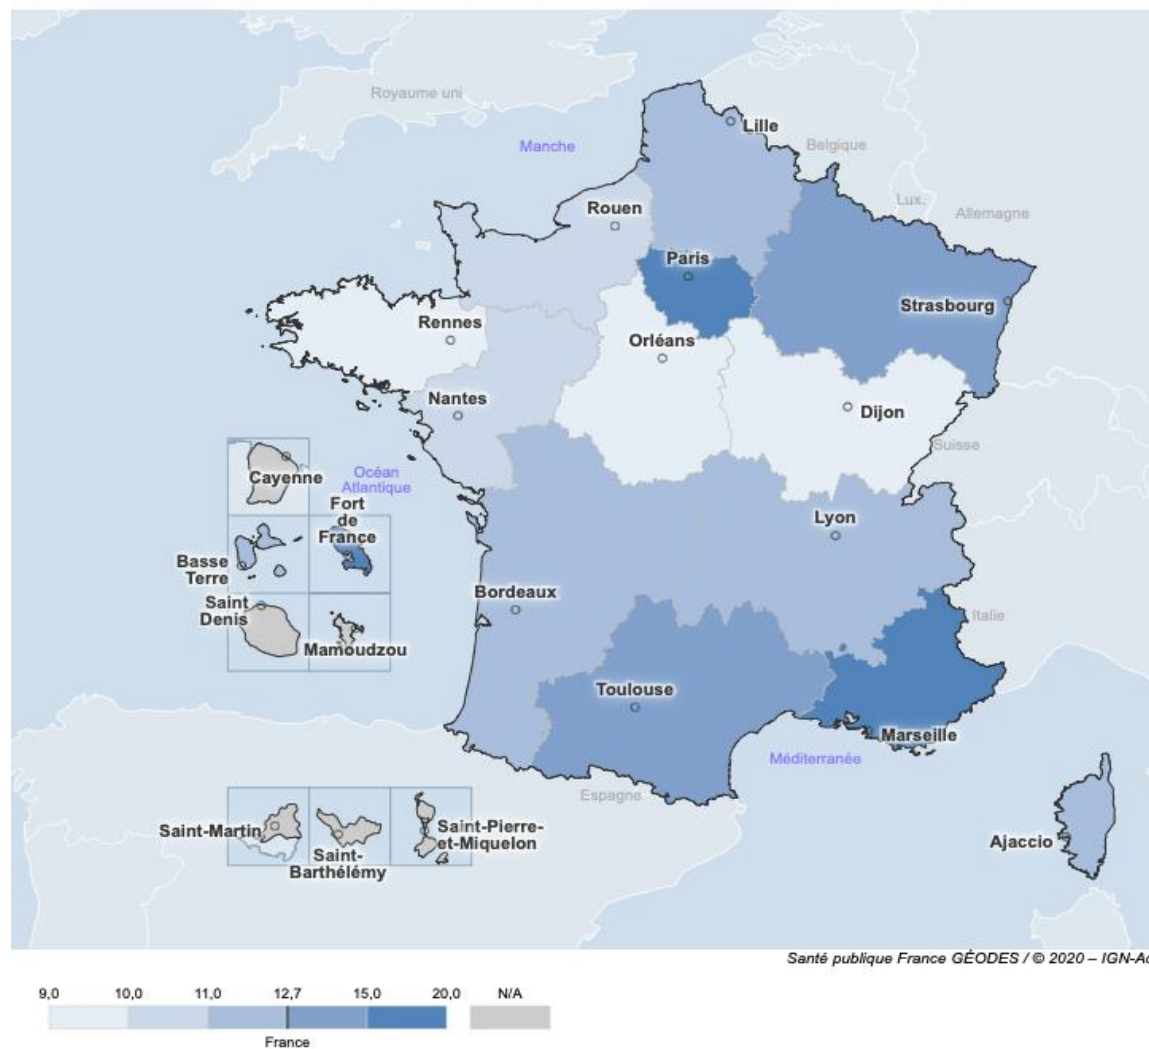 Royaume uni
Lille
Manche
Belgique
Lux.
Allemagne
Rouen
Paris
Strasbourg
Rennes
Orléans
Nantes
Dijon
Suisse
Cayenne
Océan
Atlantique
Fort
de
France
Lyon
Basse
Terre
Saint
Denis
Bordeaux
Italie
Mamoudzou
Toulouse
Marseille
Méditerranée
Espagne
Saint-Martin
Saint-
Barthélémy
Saint-Pierre-
et-Miquelon
Ajaccio
Santé publique France GÉODES / © 2020 – IGN-Ad
9,0 10,0 11,0 12,7 15,0 20,0 N/A
France